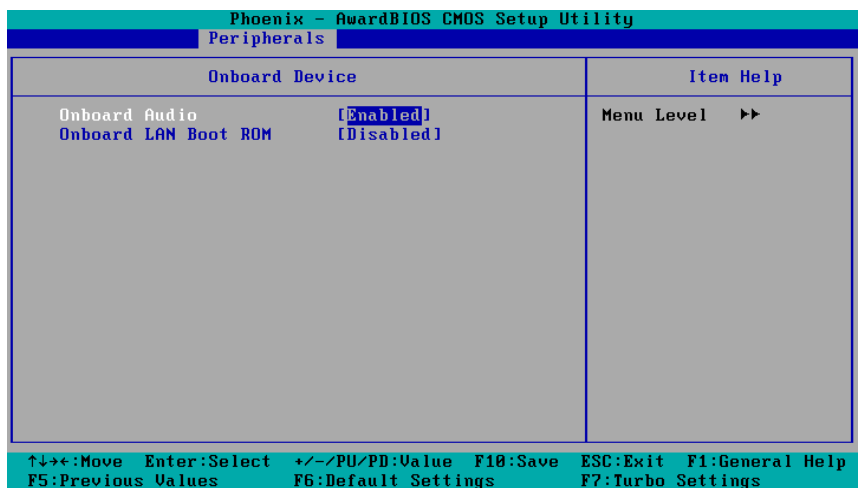 Phoenix - AwardBIOS CMOS Setup Utility
Peripherals
Onboard Device
Item Help
Onboard Audio [Enabled]
Onboard LAN Boot ROM [Disabled]
Menu Level ▸▸
↑↓→←:Move Enter:Select +/-/PU/PD:Value F10:Save ESC:Exit F1:General Help
F5:Previous Values F6:Default Settings F7:Turbo Settings